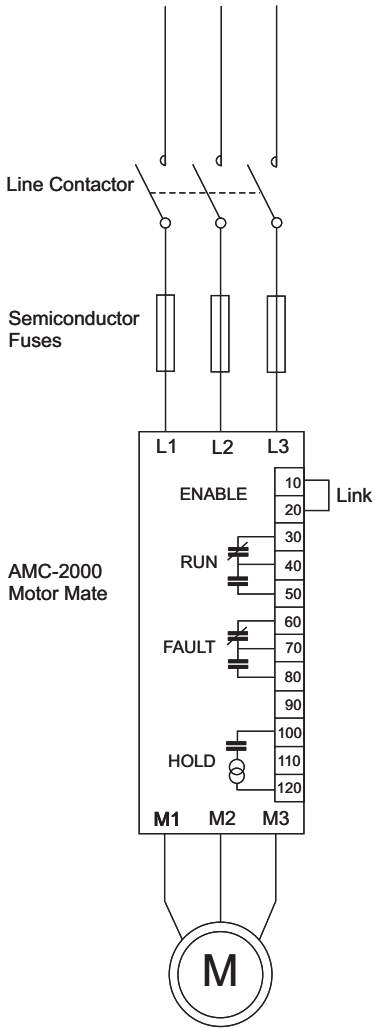 Line Contactor
Semiconductor
Fuses
L1 L2 L3
ENABLE
10
20
Link
RUN
30
40
50
AMC-2000
Motor Mate
FAULT
60
70
80
90
HOLD
100
110
120
M1 M2 M3
M